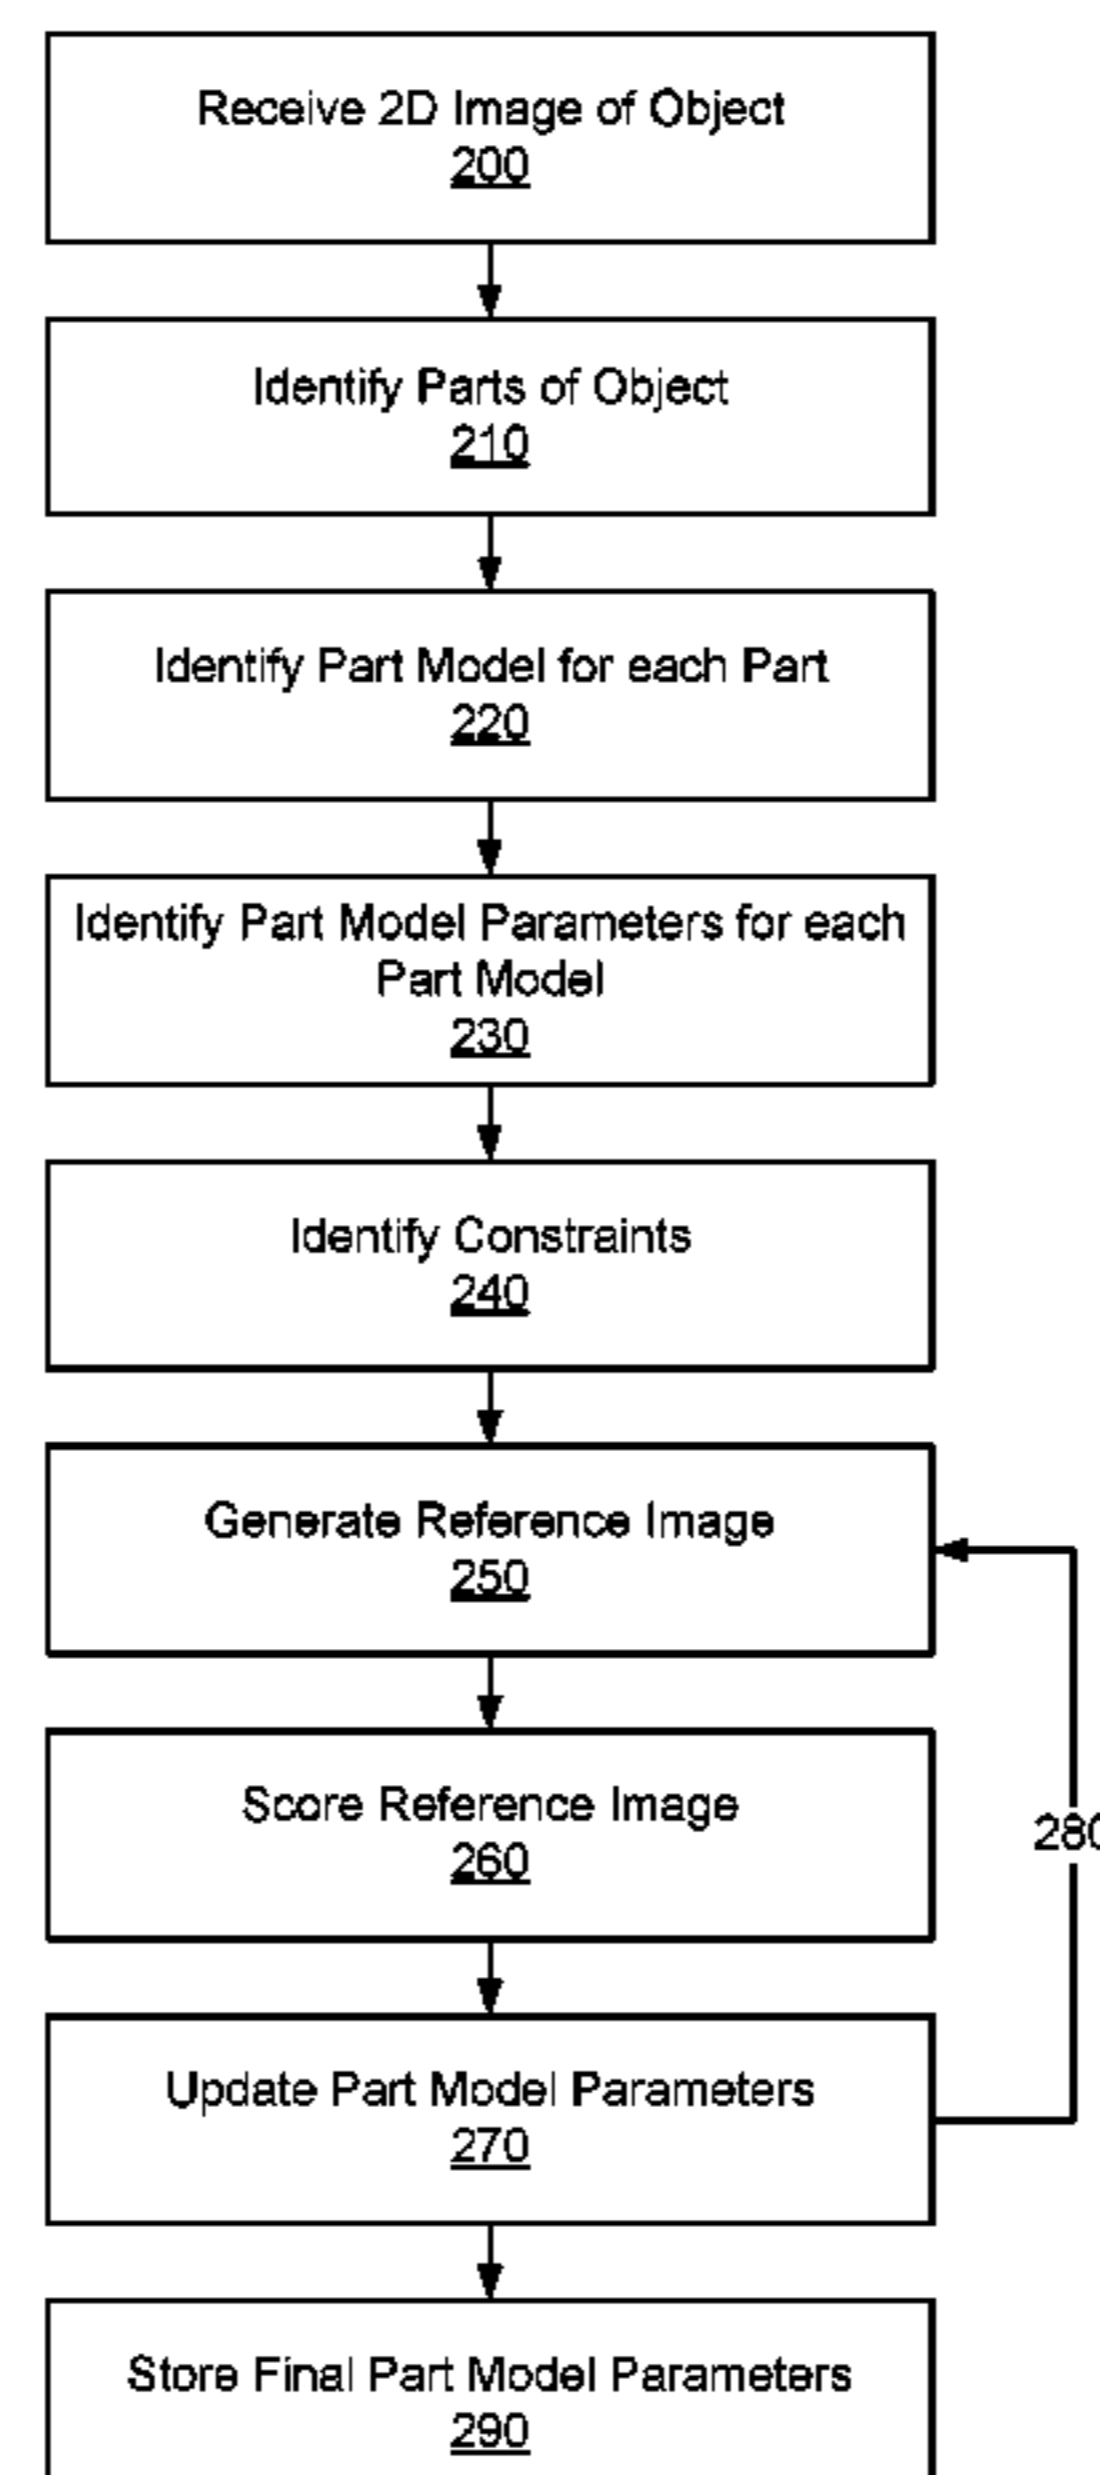 Receive 2D Image of Object
200
Identify Parts of Object
210
Identify Part Model for each Part
220
Identify Part Model Parameters for each
Part Model
230
Identify Constraints
240
Generate Reference Image
250
Score Reference Image
260
280
Update Part Model Parameters
270
Store Final Part Model Parameters
290